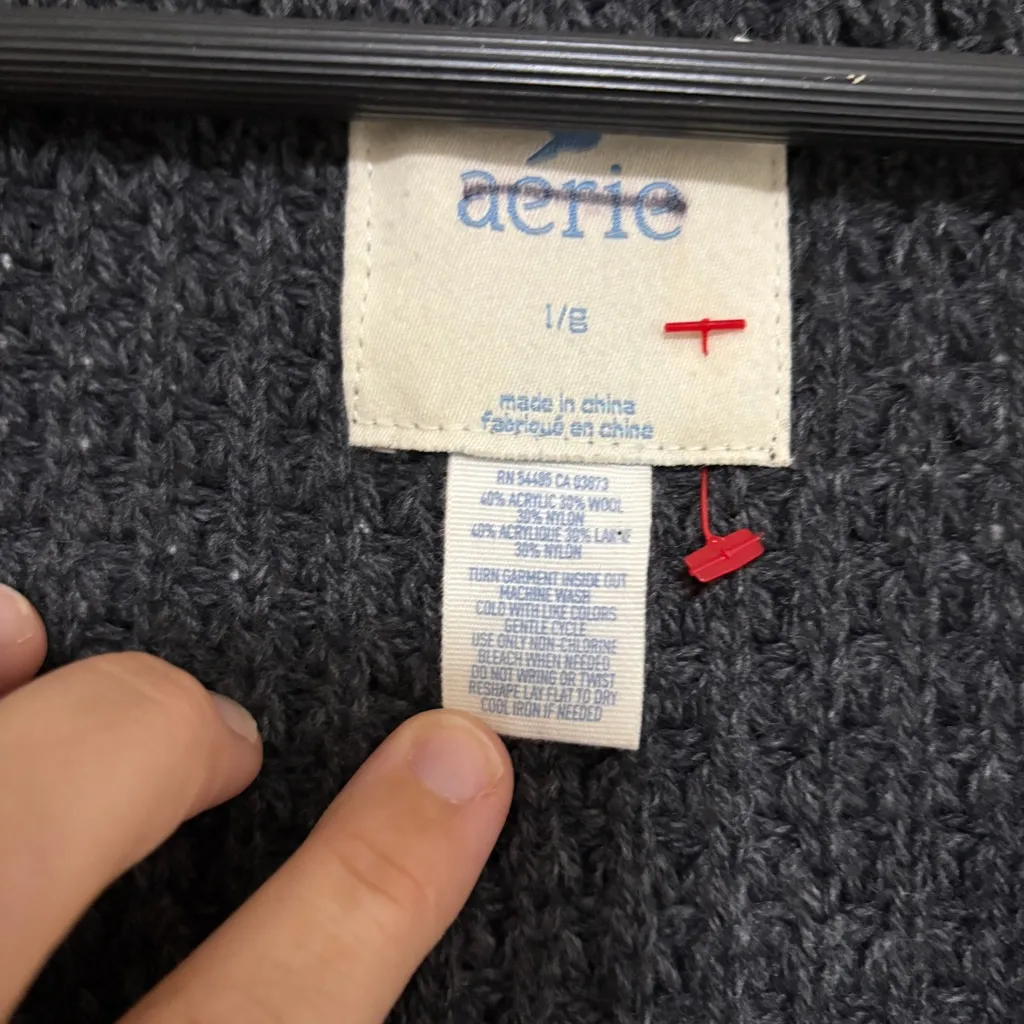 aerie
l/g
made in china
fabriqué en chine
RN 54485 CA 03873
40% ACRYLIC 30% WOOL
30% NYLON
40% ACRYLIQUE 30% LAINE
30% NYLON
TURN GARMENT INSIDE OUT
MACHINE WASH
COLD WITH LIKE COLORS
GENTLE CYCLE
USE ONLY NON-CHLORINE
BLEACH WHEN NEEDED
DO NOT WRING OR TWIST
RESHAPE LAY FLAT TO DRY
COOL IRON IF NEEDED